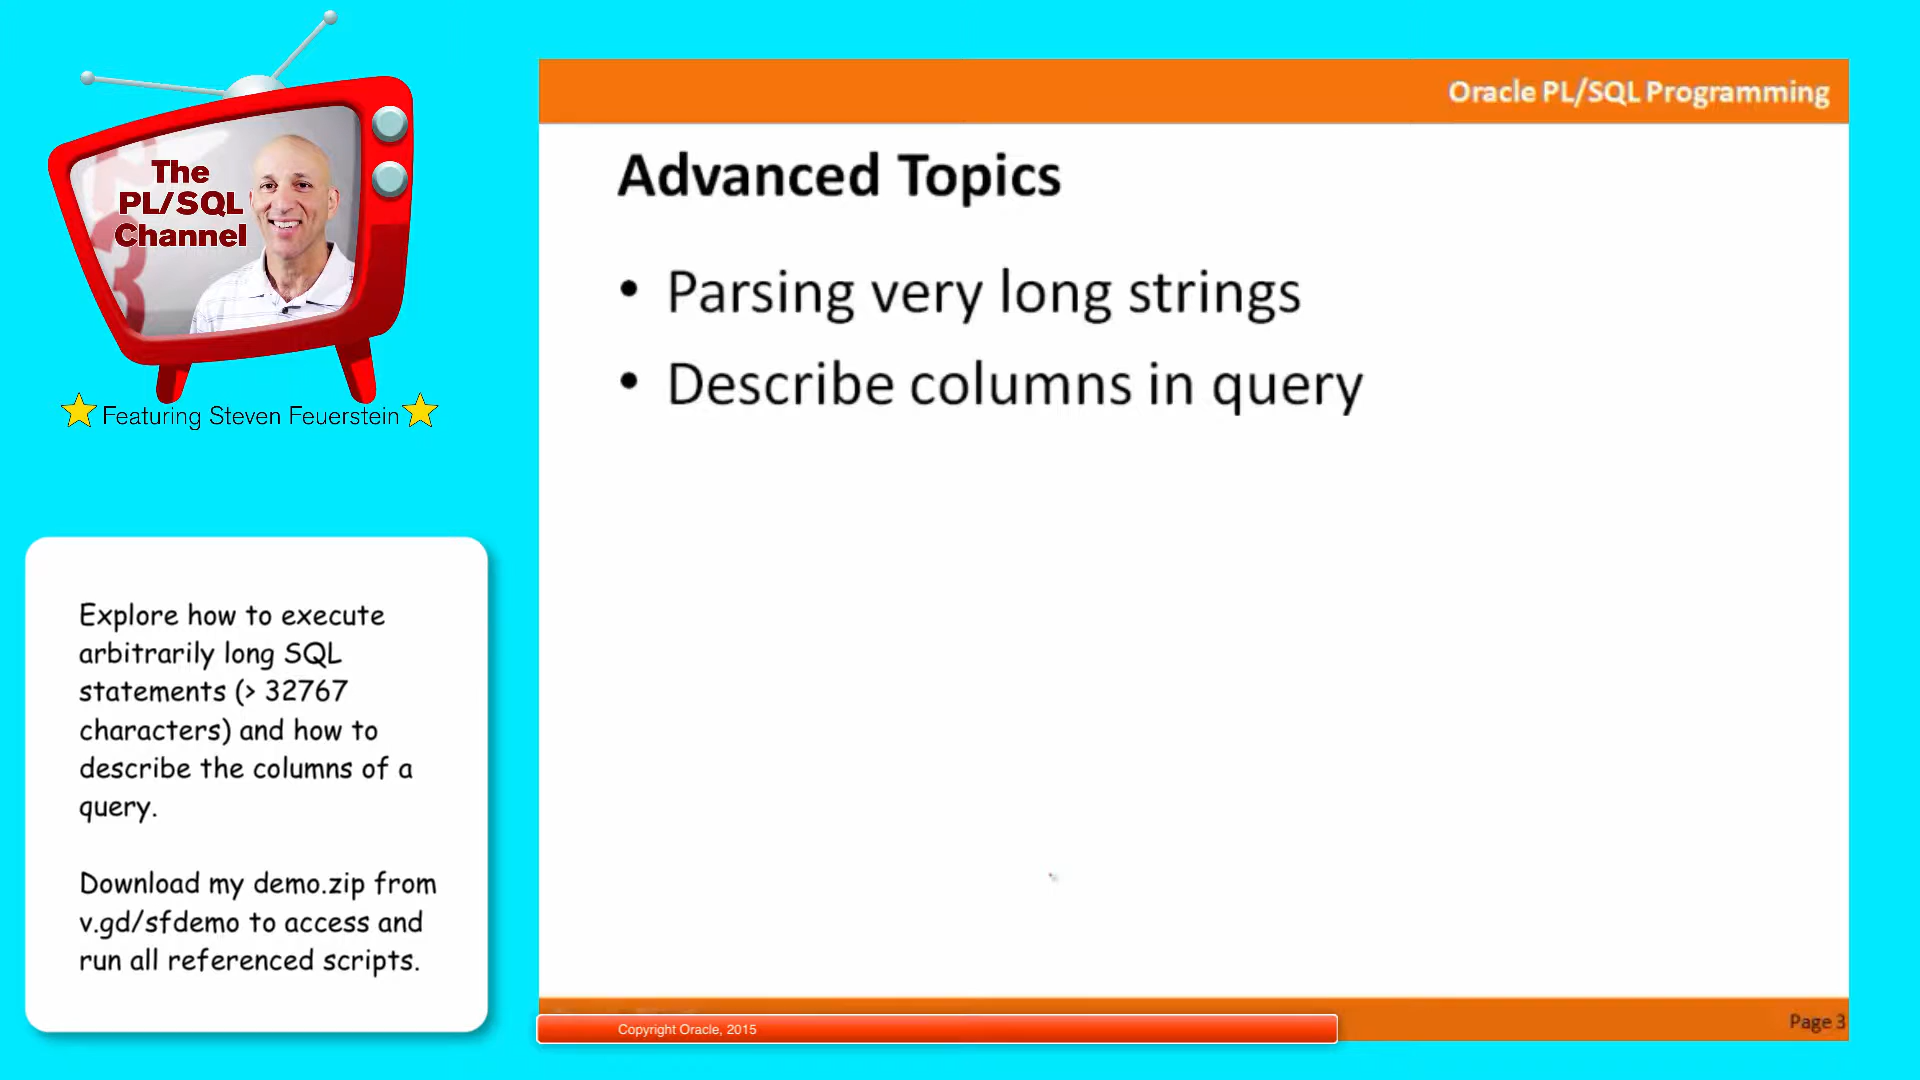 The
PL/SQL
Channel
Featuring Steven Feuerstein
Explore how to execute
arbitrarily long SQL
statements (> 32767
characters) and how to
describe the columns of a
query.
Download my demo.zip from
v.gd/sfdemo to access and
run all referenced scripts.
Oracle PL/SQL Programming
Advanced Topics
• Parsing very long strings
• Describe columns in query
Copyright Oracle, 2015
Page 3